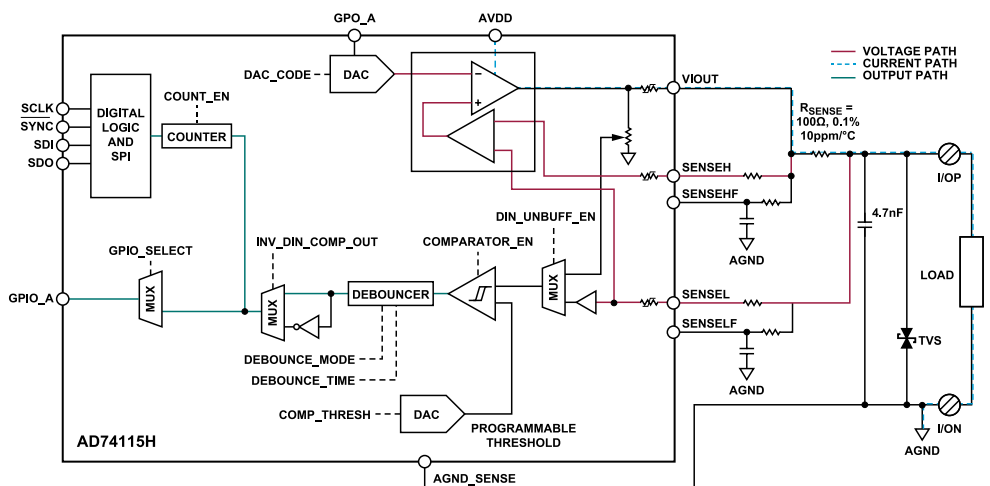 GPO_A
AVDD
VOLTAGE PATH
CURRENT PATH
OUTPUT PATH
DAC_CODE
DAC
−
+
VIOUT
RSENSE =
100Ω, 0.1%
10ppm/°C
SCLK
SYNC
SDI
SDO
DIGITAL
LOGIC
AND
SPI
COUNT_EN
COUNTER
SENSEH
SENSEHF
AGND
I/OP
4.7nF
LOAD
GPIO_SELECT
INV_DIN_COMP_OUT
COMPARATOR_EN
DIN_UNBUFF_EN
GPIO_A
MUX
MUX
DEBOUNCER
MUX
SENSEL
SENSELF
AGND
TVS
DEBOUNCE_MODE
DEBOUNCE_TIME
COMP_THRESH
DAC
PROGRAMMABLE
THRESHOLD
AD74115H
AGND_SENSE
AGND
I/ON